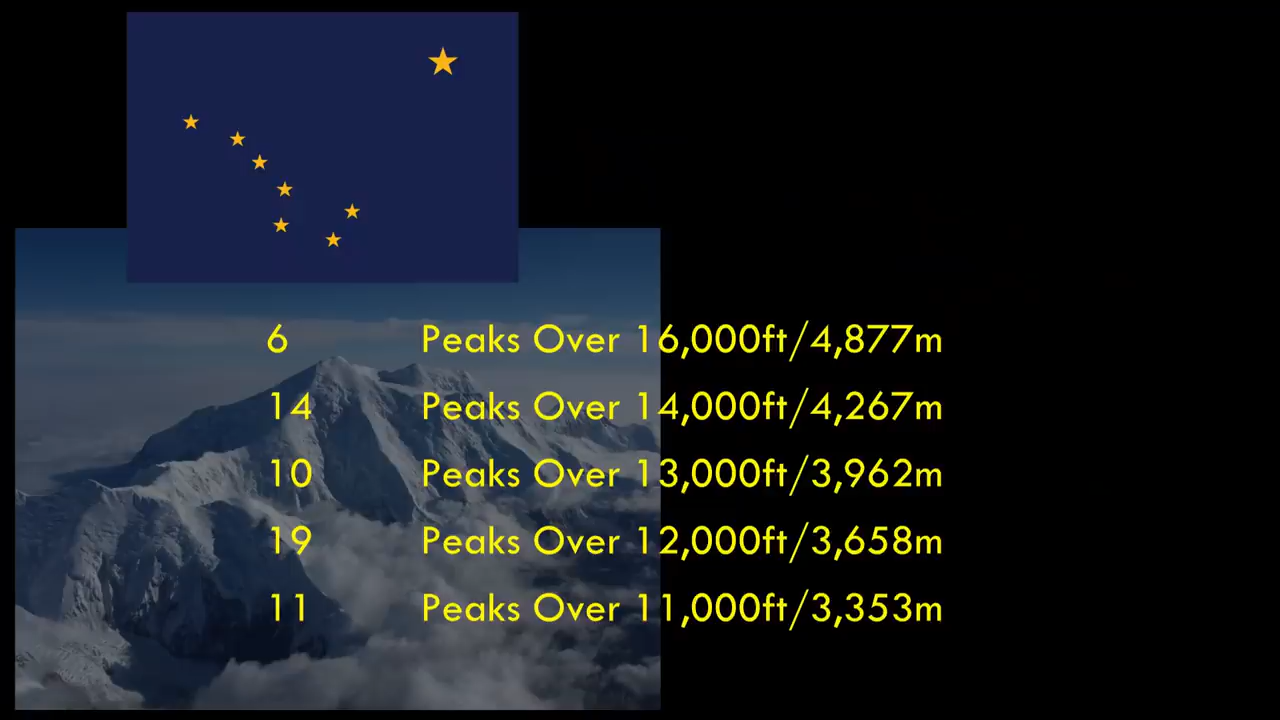 6 Peaks Over 16,000ft/4,877m
14 Peaks Over 14,000ft/4,267m
10 Peaks Over 13,000ft/3,962m
19 Peaks Over 12,000ft/3,658m
11 Peaks Over 11,000ft/3,353m